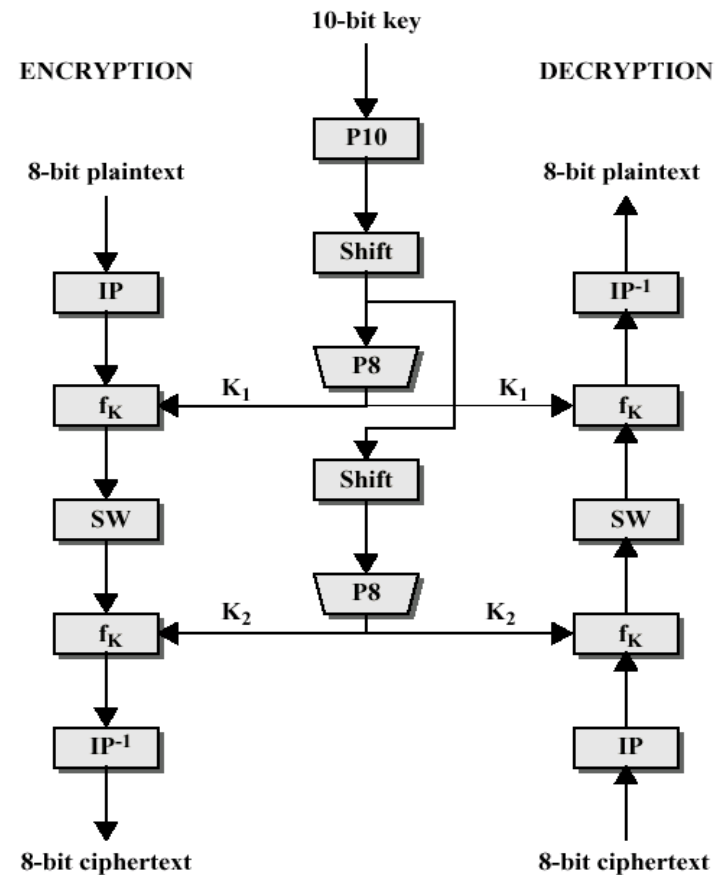 10-bit key
ENCRYPTION
DECRYPTION
P10
8-bit plaintext
8-bit plaintext
Shift
IP
IP-1
P8
K1
K1
fK
fK
Shift
SW
SW
P8
K2
K2
fK
fK
IP-1
IP
8-bit ciphertext
8-bit ciphertext